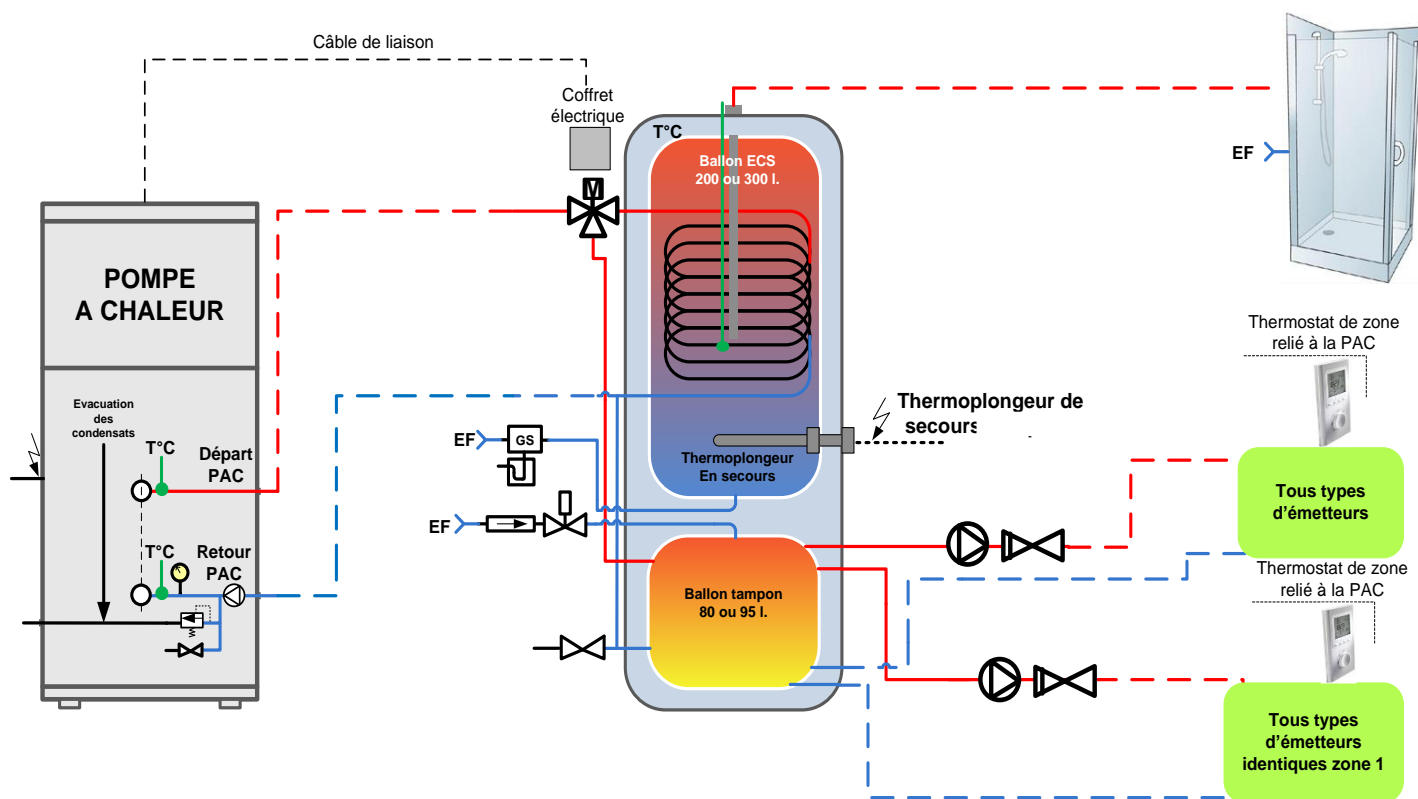 Câble de liaison
Coffret
électrique
M
T°C
Ballon ECS
200 ou 300 l.
EF
POMPE
A CHALEUR
Thermostat de zone
relié à la PAC
Evacuation
des
condensats
T°C
Départ
PAC
EF
GS
Thermoplongeur de
secours
Thermoplongeur
En secours
Tous types
d'émetteurs
EF
T°C
Retour
PAC
Thermostat de zone
relié à la PAC
Ballon tampon
80 ou 95 l.
Tous types
d'émetteurs
identiques zone 1